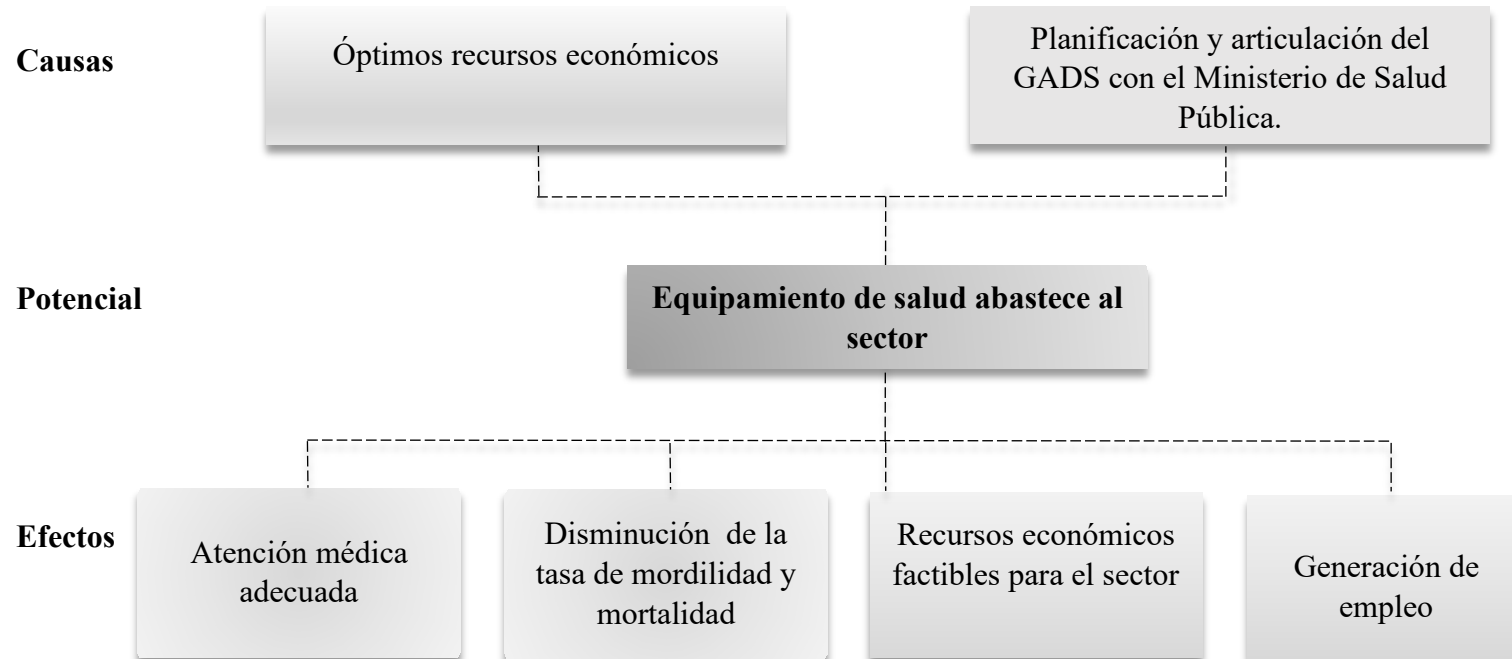 Causas
Óptimos recursos económicos
Planificación y articulación del
GADS con el Ministerio de Salud
Pública.
Potencial
Equipamiento de salud abastece al
sector
Efectos
Atención médica
adecuada
Disminución de la
tasa de mordilidad y
mortalidad
Recursos económicos
factibles para el sector
Generación de
empleo